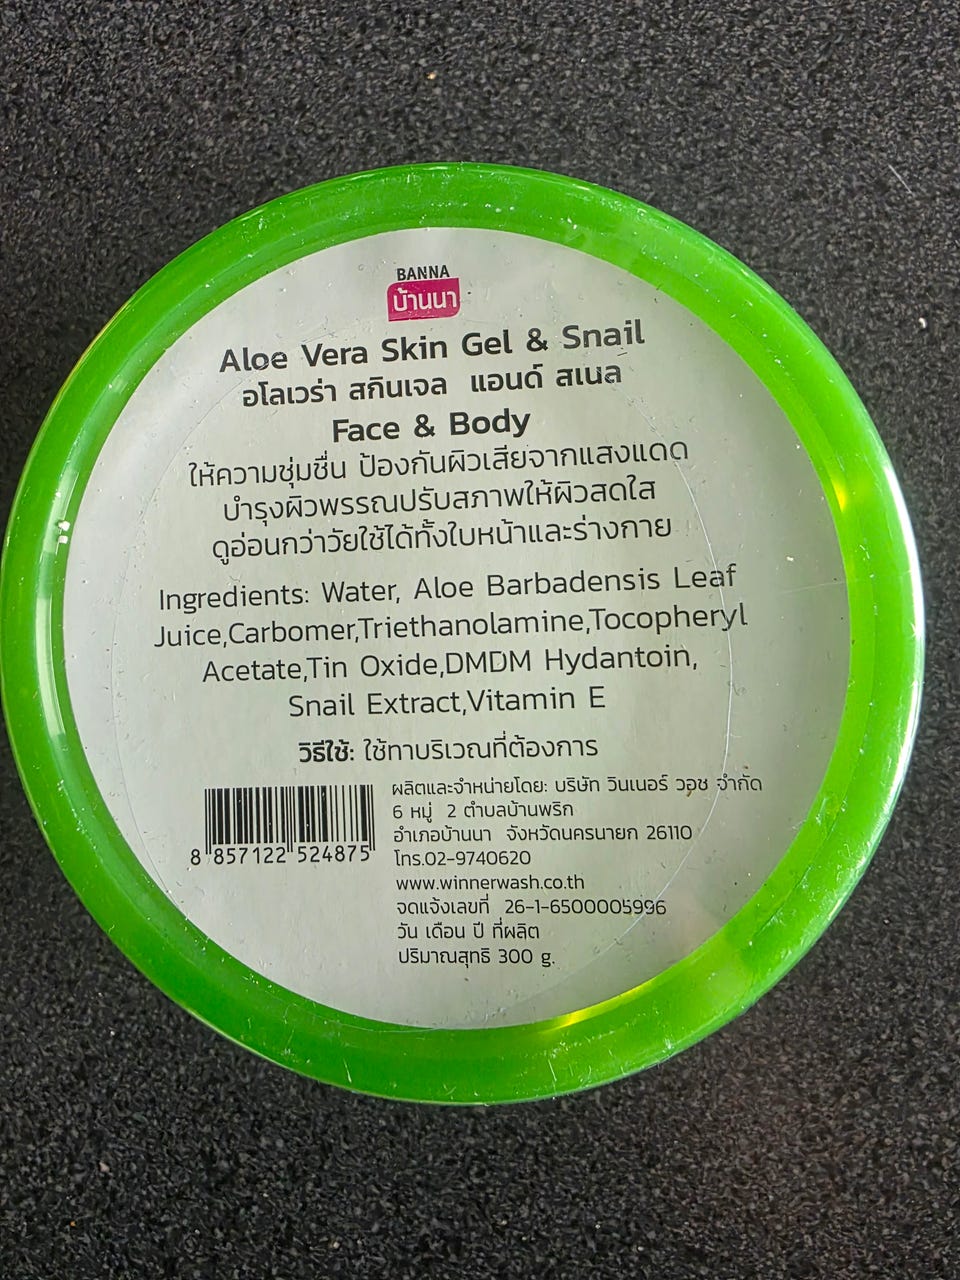 BANNA
บ้านนา
Aloe Vera Skin Gel & Snail
อโลเวร่า สกินเจล แอนด์ สเนล
Face & Body
ให้ความชุ่มชื่น ป้องกันผิวเสียจากแสงแดด
บำรุงผิวพรรณปรับสภาพให้ผิวสดใส
ดูอ่อนกว่าวัยใช้ได้ทั้งใบหน้าและร่างกาย
Ingredients: Water, Aloe Barbadensis Leaf
Juice,Carbomer,Triethanolamine,Tocopheryl
Acetate,Tin Oxide,DMDM Hydantoin,
Snail Extract,Vitamin E
วิธีใช้: ใช้ทาบริเวณที่ต้องการ
8 857122 524875
ผลิตและจำหน่ายโดย: บริษัท วินเนอร์ วอช จำกัด
6 หมู่ 2 ตำบลบ้านพริก
อำเภอบ้านนา จังหวัดนครนายก 26110
โทร.02-9740620
www.winnerwash.co.th
จดแจ้งเลขที่ 26-1-6500005996
วัน เดือน ปี ที่ผลิต
ปริมาณสุทธิ 300 g.